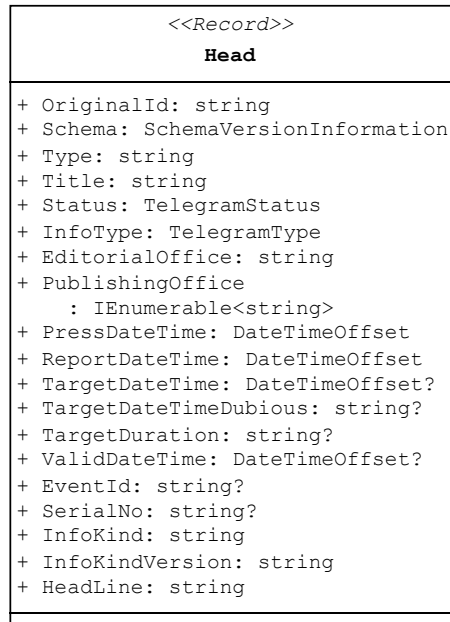 <<Record>>
Head
+ OriginalId: string
+ Schema: SchemaVersionInformation
+ Type: string
+ Title: string
+ Status: TelegramStatus
+ InfoType: TelegramType
+ EditorialOffice: string
+ PublishingOffice
: IEnumerable<string>
+ PressDateTime: DateTimeOffset
+ ReportDateTime: DateTimeOffset
+ TargetDateTime: DateTimeOffset?
+ TargetDateTimeDubious: string?
+ TargetDuration: string?
+ ValidDateTime: DateTimeOffset?
+ EventId: string?
+ SerialNo: string?
+ InfoKind: string
+ InfoKindVersion: string
+ HeadLine: string